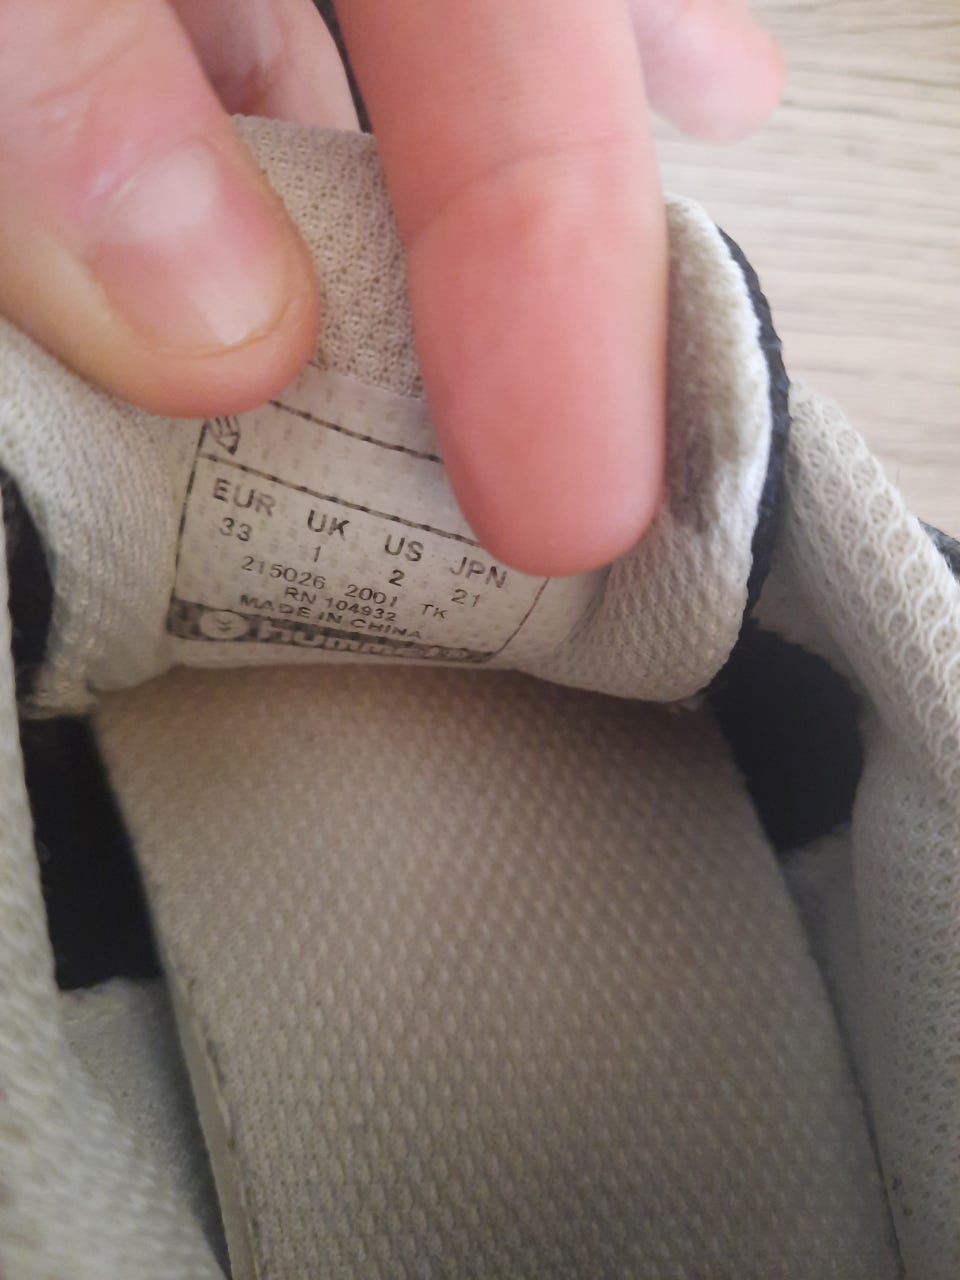 EUR UK US JPN
33 1 2 21
215026 2001 TK
RN 104932
MADE IN CHINA